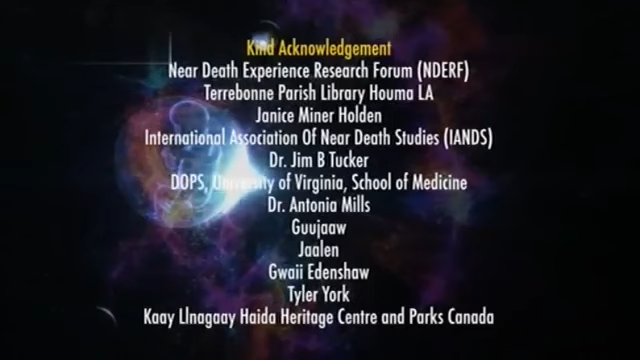 Kind Acknowledgement
Near Death Experience Research Forum (NDERF)
Terrebonne Parish Library Houma LA
Janice Miner Holden
International Association Of Near Death Studies (IANDS)
Dr. Jim B Tucker
DOPS, University of Virginia, School of Medicine
Dr. Antonia Mills
Guujaaw
Jaalen
Gwaii Edenshaw
Tyler York
Kaay Llnagaay Haida Heritage Centre and Parks Canada